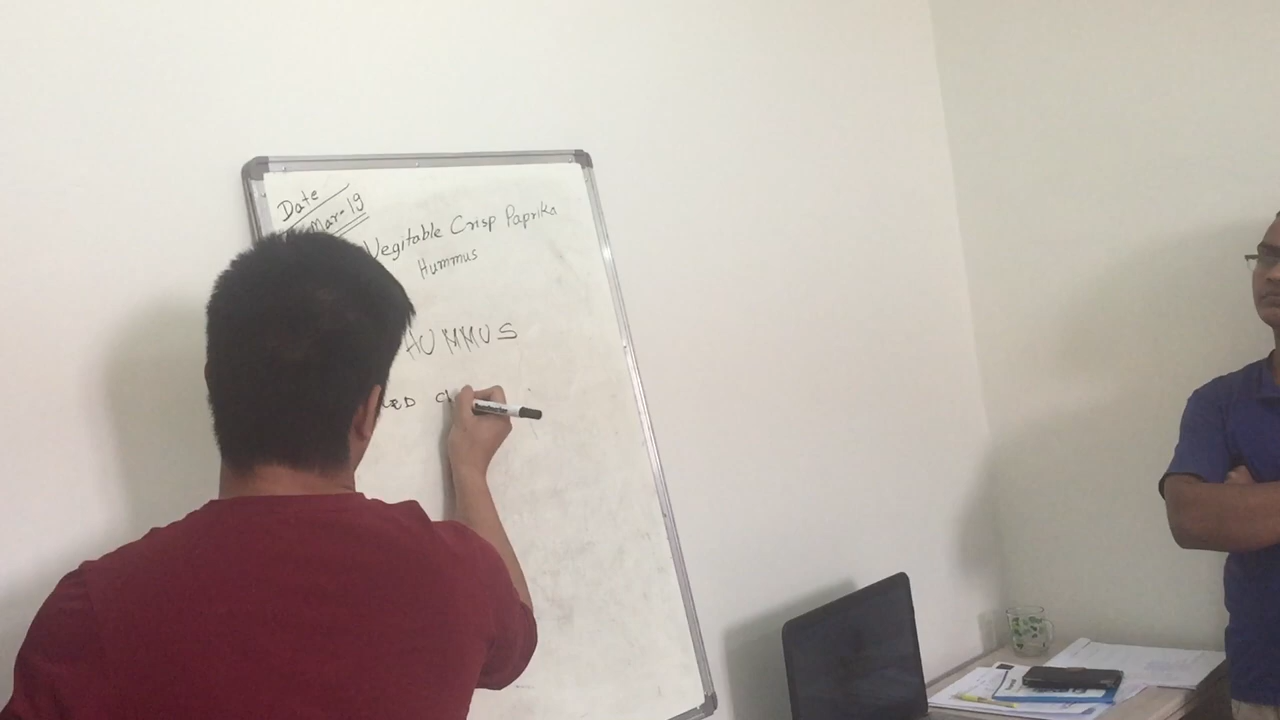 Date
Mar-19
Vegitable Crisp Paprika
Hummus
HUMMUS